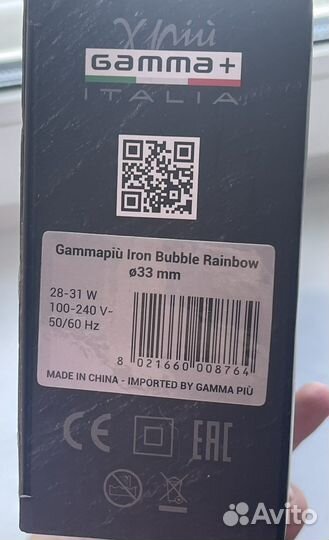 χ più
GAMMA+
ITALIA
Gammapiù Iron Bubble Rainbow
ø33 mm
28-31 W
100-240 V~
50/60 Hz
8 021660 008764
MADE IN CHINA - IMPORTED BY GAMMA PIÙ
CE EAC
Avito